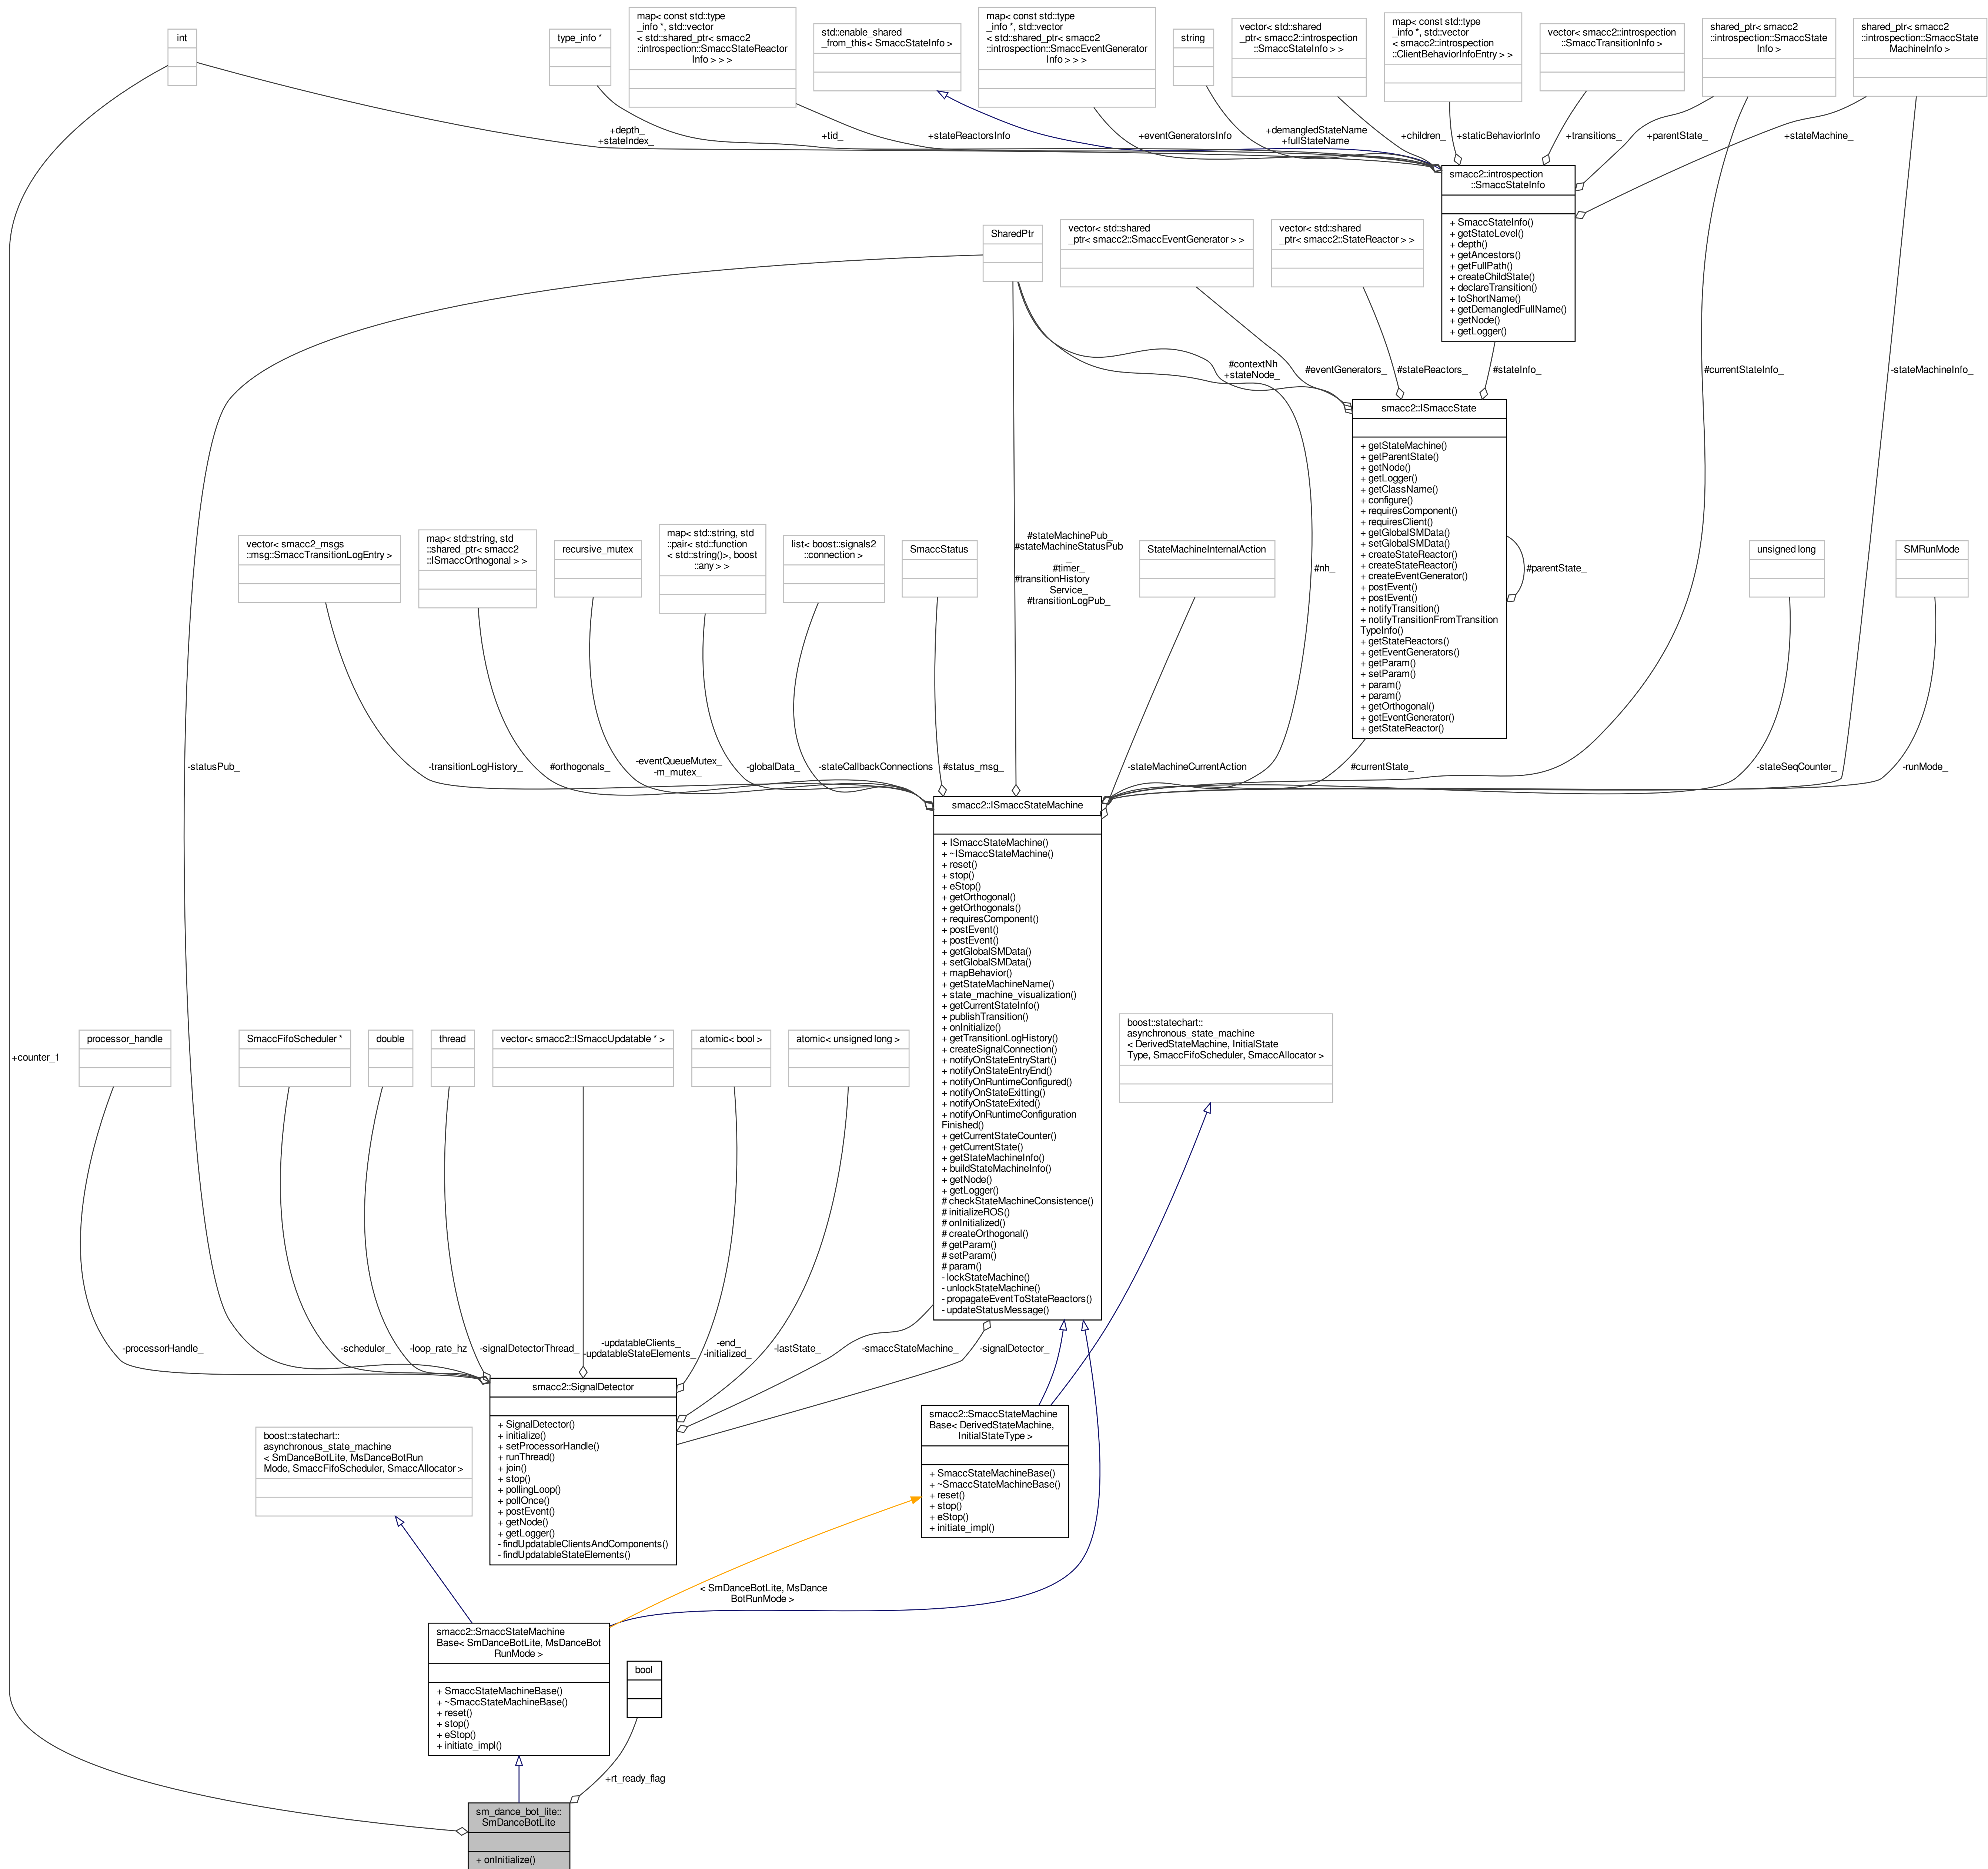 int
type_info *
map< const std::type
_info *, std::vector
< std::shared_ptr< smacc2
::introspection::SmaccStateReactor
Info > > >
std::enable_shared
_from_this< SmaccStateInfo >
map< const std::type
_info *, std::vector
< std::shared_ptr< smacc2
::introspection::SmaccEventGenerator
Info > > >
string
vector< std::shared
_ptr< smacc2::introspection
::SmaccStateInfo > >
map< const std::type
_info *, std::vector
< smacc2::introspection
::ClientBehaviorInfoEntry > >
vector< smacc2::introspection
::SmaccTransitionInfo >
shared_ptr< smacc2
::introspection::SmaccState
Info >
shared_ptr< smacc2
::introspection::SmaccState
MachineInfo >
+depth_
+stateIndex_
+tid_
+stateReactorsInfo
+eventGeneratorsInfo
+demangledStateName
+fullStateName
+children_
+staticBehaviorInfo
+transitions_
+parentState_
+stateMachine_
smacc2::introspection
::SmaccStateInfo
+ SmaccStateInfo()
+ getStateLevel()
+ depth()
+ getAncestors()
+ getFullPath()
+ createChildState()
+ declareTransition()
+ toShortName()
+ getDemangledFullName()
+ getNode()
+ getLogger()
SharedPtr
vector< std::shared
_ptr< smacc2::SmaccEventGenerator > >
vector< std::shared
_ptr< smacc2::StateReactor > >
#contextNh
+stateNode_
#eventGenerators_
#stateReactors_
#stateInfo_
#currentStateInfo_
-stateMachineInfo_
smacc2::ISmaccState
+ getStateMachine()
+ getParentState()
+ getNode()
+ getLogger()
+ getClassName()
+ configure()
+ requiresComponent()
+ requiresClient()
+ getGlobalSMData()
+ setGlobalSMData()
+ createStateReactor()
+ createStateReactor()
+ createEventGenerator()
+ postEvent()
+ postEvent()
+ notifyTransition()
+ notifyTransitionFromTransition
TypeInfo()
+ getStateReactors()
+ getEventGenerators()
+ getParam()
+ setParam()
+ param()
+ param()
+ getOrthogonal()
+ getEventGenerator()
+ getStateReactor()
#parentState_
vector< smacc2_msgs
::msg::SmaccTransitionLogEntry >
map< std::string, std
::shared_ptr< smacc2
::ISmaccOrthogonal > >
recursive_mutex
map< std::string, std
::pair< std::function
< std::string()>, boost
::any > >
list< boost::signals2
::connection >
SmaccStatus
#stateMachinePub_
#stateMachineStatusPub
_
#timer_
#transitionHistory
Service_
#transitionLogPub_
StateMachineInternalAction
#nh_
unsigned long
SMRunMode
-statusPub_
-transitionLogHistory_
#orthogonals_
-eventQueueMutex_
-m_mutex_
-globalData_
-stateCallbackConnections
#status_msg_
-stateMachineCurrentAction
#currentState_
-stateSeqCounter_
-runMode_
smacc2::ISmaccStateMachine
+ ISmaccStateMachine()
+ ~ISmaccStateMachine()
+ reset()
+ stop()
+ eStop()
+ getOrthogonal()
+ getOrthogonals()
+ requiresComponent()
+ postEvent()
+ postEvent()
+ getGlobalSMData()
+ setGlobalSMData()
+ mapBehavior()
+ getStateMachineName()
+ state_machine_visualization()
+ getCurrentStateInfo()
+ publishTransition()
+ onInitialize()
+ getTransitionLogHistory()
+ createSignalConnection()
+ notifyOnStateEntryStart()
+ notifyOnStateEntryEnd()
+ notifyOnRuntimeConfigured()
+ notifyOnStateExitting()
+ notifyOnStateExited()
+ notifyOnRuntimeConfiguration
Finished()
+ getCurrentStateCounter()
+ getCurrentState()
+ getStateMachineInfo()
+ buildStateMachineInfo()
+ getNode()
+ getLogger()
# checkStateMachineConsistence()
# initializeROS()
# onInitialized()
# createOrthogonal()
# getParam()
# setParam()
# param()
- lockStateMachine()
- unlockStateMachine()
- propagateEventToStateReactors()
- updateStatusMessage()
+counter_1
processor_handle
SmaccFifoScheduler *
double
thread
vector< smacc2::ISmaccUpdatable * >
atomic< bool >
atomic< unsigned long >
boost::statechart::
asynchronous_state_machine
< DerivedStateMachine, InitialState
Type, SmaccFifoScheduler, SmaccAllocator >
-processorHandle_
-scheduler_
-loop_rate_hz
-signalDetectorThread_
-updatableClients_
-updatableStateElements_
-end_
-initialized_
-lastState_
-smaccStateMachine_
-signalDetector_
smacc2::SignalDetector
+ SignalDetector()
+ initialize()
+ setProcessorHandle()
+ runThread()
+ join()
+ stop()
+ pollingLoop()
+ pollOnce()
+ postEvent()
+ getNode()
+ getLogger()
- findUpdatableClientsAndComponents()
- findUpdatableStateElements()
smacc2::SmaccStateMachine
Base< DerivedStateMachine,
InitialStateType >
+ SmaccStateMachineBase()
+ ~SmaccStateMachineBase()
+ reset()
+ stop()
+ eStop()
+ initiate_impl()
boost::statechart::
asynchronous_state_machine
< SmDanceBotLite, MsDanceBotRun
Mode, SmaccFifoScheduler, SmaccAllocator >
< SmDanceBotLite, MsDance
BotRunMode >
smacc2::SmaccStateMachine
Base< SmDanceBotLite, MsDanceBot
RunMode >
+ SmaccStateMachineBase()
+ ~SmaccStateMachineBase()
+ reset()
+ stop()
+ eStop()
+ initiate_impl()
bool
+rt_ready_flag
sm_dance_bot_lite::
SmDanceBotLite
+ onInitialize()